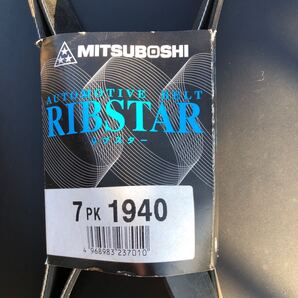 MITSUBOSHI
AUTOMOTIVE BELT
RIBSTAR
リブスター
7PK 1940
4 968983 237010